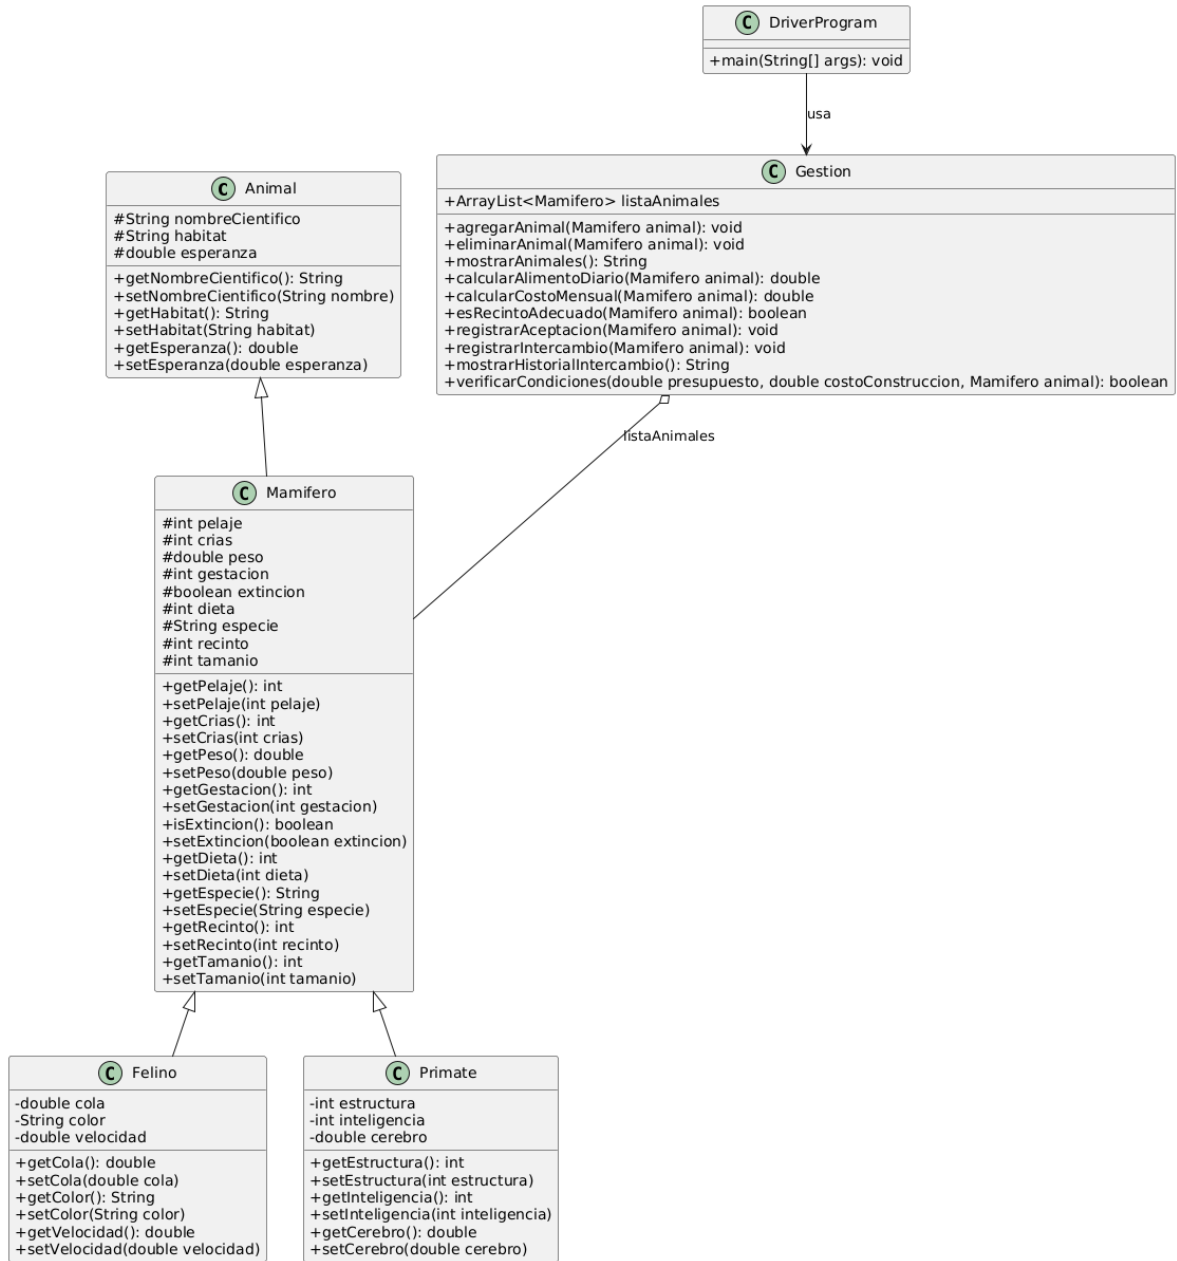 C DriverProgram
+main(String[] args): void
usa
C Animal
#String nombreCientifico
#String habitat
#double esperanza
+getNombreCientifico(): String
+setNombreCientifico(String nombre)
+getHabitat(): String
+setHabitat(String habitat)
+getEsperanza(): double
+setEsperanza(double esperanza)
C Gestion
+ArrayList<Mamifero> listaAnimales
+agregarAnimal(Mamifero animal): void
+eliminarAnimal(Mamifero animal): void
+mostrarAnimales(): String
+calcularAlimentoDiario(Mamifero animal): double
+calcularCostoMensual(Mamifero animal): double
+esRecintoAdecuado(Mamifero animal): boolean
+registrarAceptacion(Mamifero animal): void
+registrarIntercambio(Mamifero animal): void
+mostrarHistorialIntercambio(): String
+verificarCondiciones(double presupuesto, double costoConstruccion, Mamifero animal): boolean
listaAnimales
C Mamifero
#int pelaje
#int crias
#double peso
#int gestacion
#boolean extincion
#int dieta
#String especie
#int recinto
#int tamanio
+getPelaje(): int
+setPelaje(int pelaje)
+getCrias(): int
+setCrias(int crias)
+getPeso(): double
+setPeso(double peso)
+getGestacion(): int
+setGestacion(int gestacion)
+isExtincion(): boolean
+setExtincion(boolean extincion)
+getDieta(): int
+setDieta(int dieta)
+getEspecie(): String
+setEspecie(String especie)
+getRecinto(): int
+setRecinto(int recinto)
+getTamanio(): int
+setTamanio(int tamanio)
C Felino
-double cola
-String color
-double velocidad
+getCola(): double
+setCola(double cola)
+getColor(): String
+setColor(String color)
+getVelocidad(): double
+setVelocidad(double velocidad)
C Primate
-int estructura
-int inteligencia
-double cerebro
+getEstructura(): int
+setEstructura(int estructura)
+getInteligencia(): int
+setInteligencia(int inteligencia)
+getCerebro(): double
+setCerebro(double cerebro)